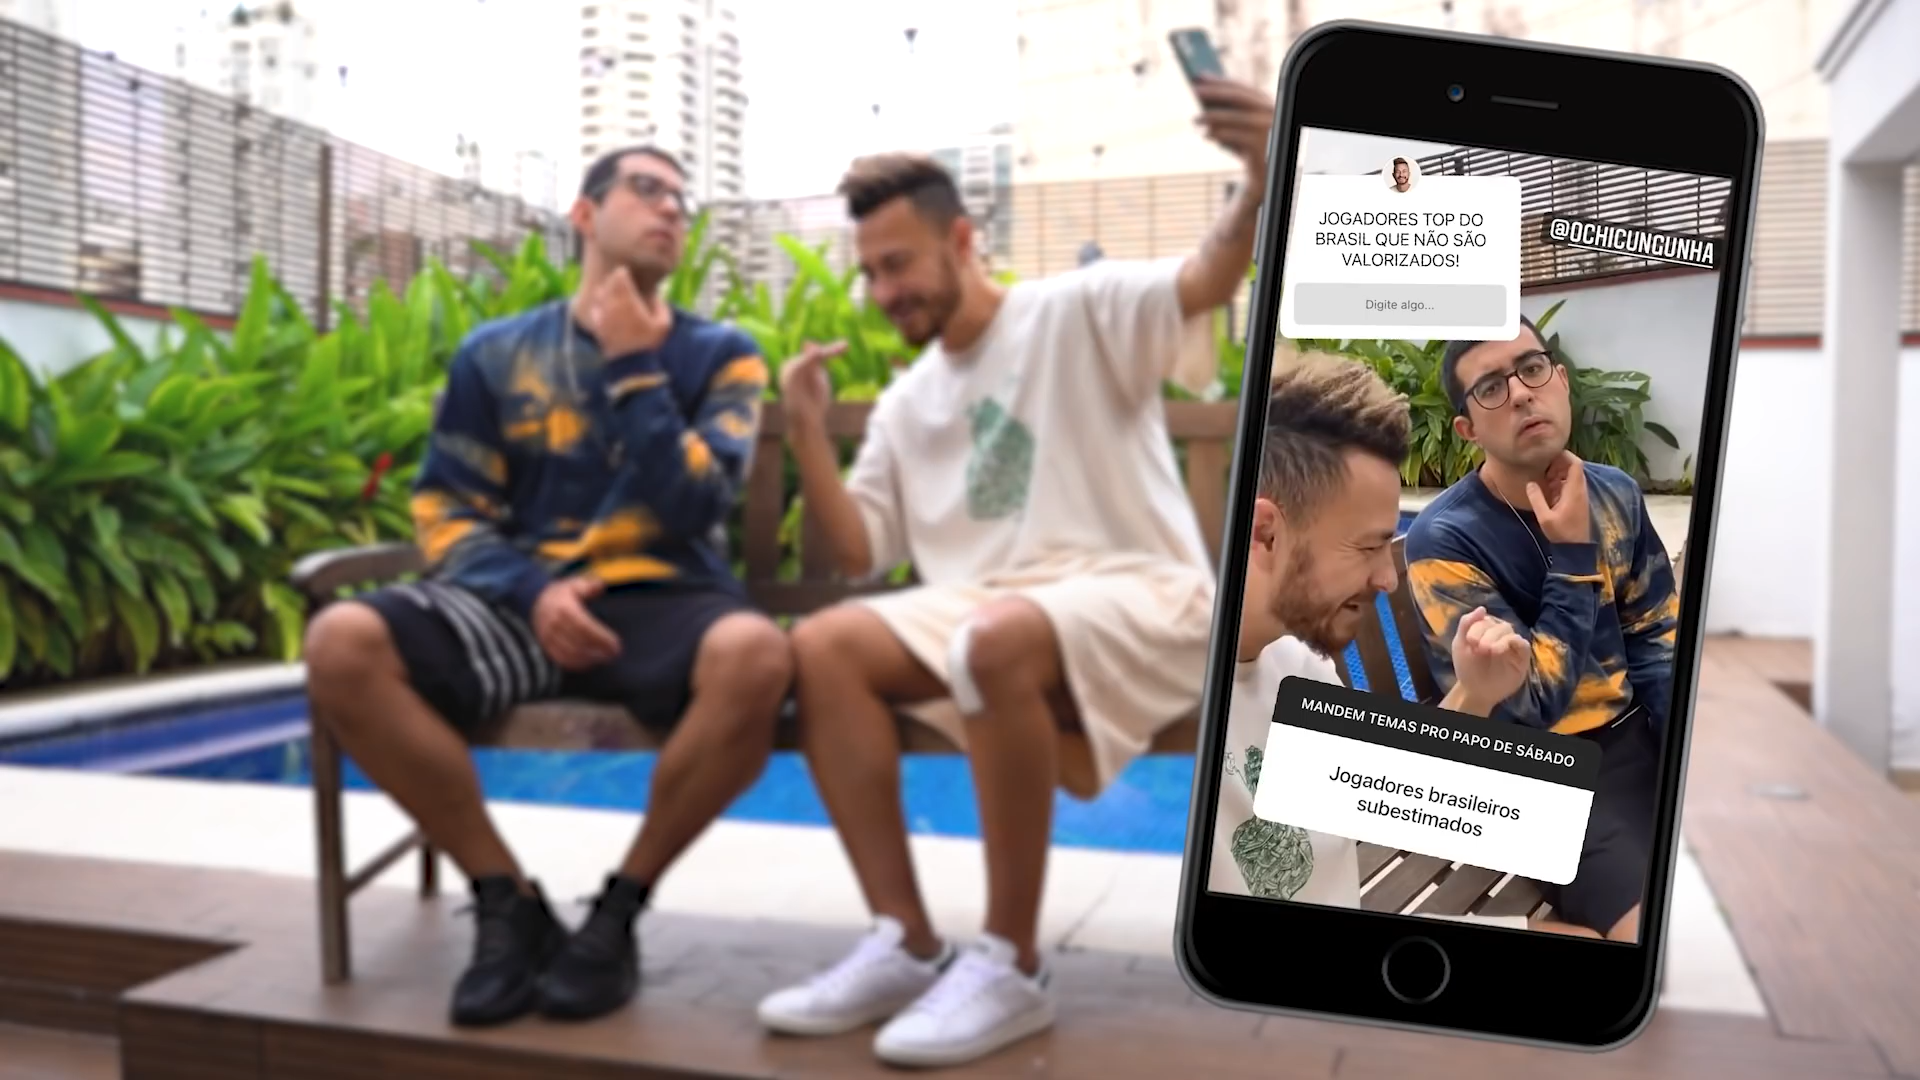 JOGADORES TOP DO
BRASIL QUE NÃO SÃO
VALORIZADOS!
Digite algo...
@OCHICUNGUNHA
MANDEM TEMAS PRO PAPO DE SÁBADO
Jogadores brasileiros
subestimados